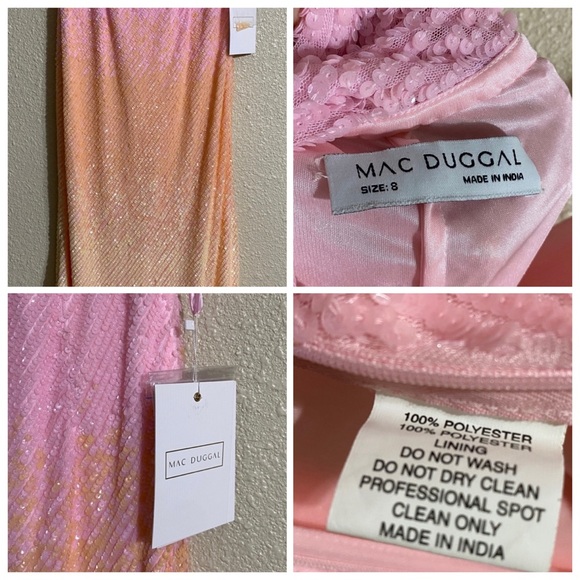 MAC DUGGAL
SIZE: 8 MADE IN INDIA
MAC DUGGAL
100% POLYESTER
100% POLYESTER
LINING
DO NOT WASH
DO NOT DRY CLEAN
PROFESSIONAL SPOT
CLEAN ONLY
MADE IN INDIA